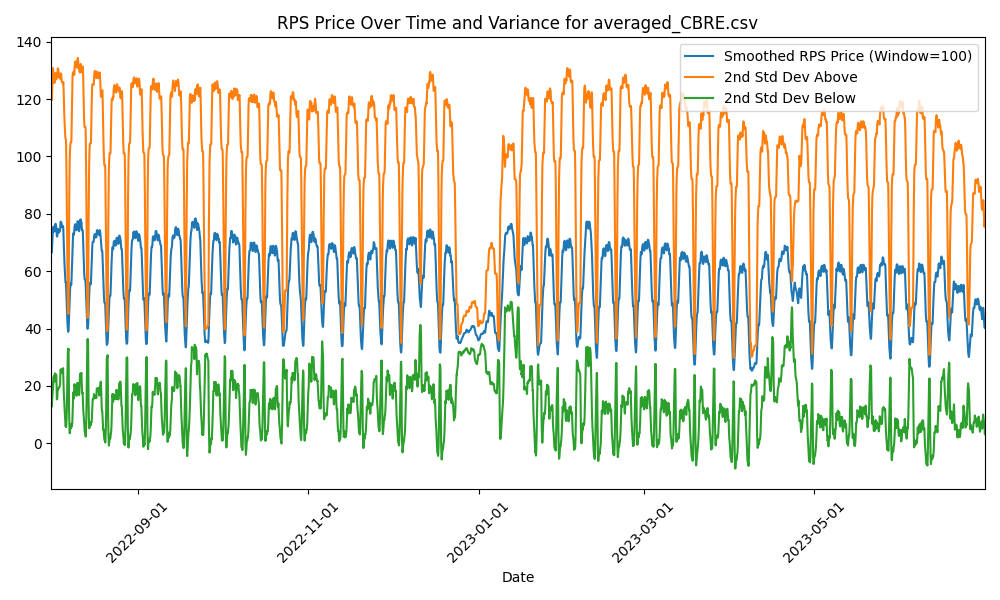 RPS Price Over Time and Variance for averaged_CBRE.csv
Smoothed RPS Price (Window=100)
2nd Std Dev Above
2nd Std Dev Below
140
120
100
80
60
40
20
0
2022-09-01
2022-11-01
2023-01-01
2023-03-01
2023-05-01
Date